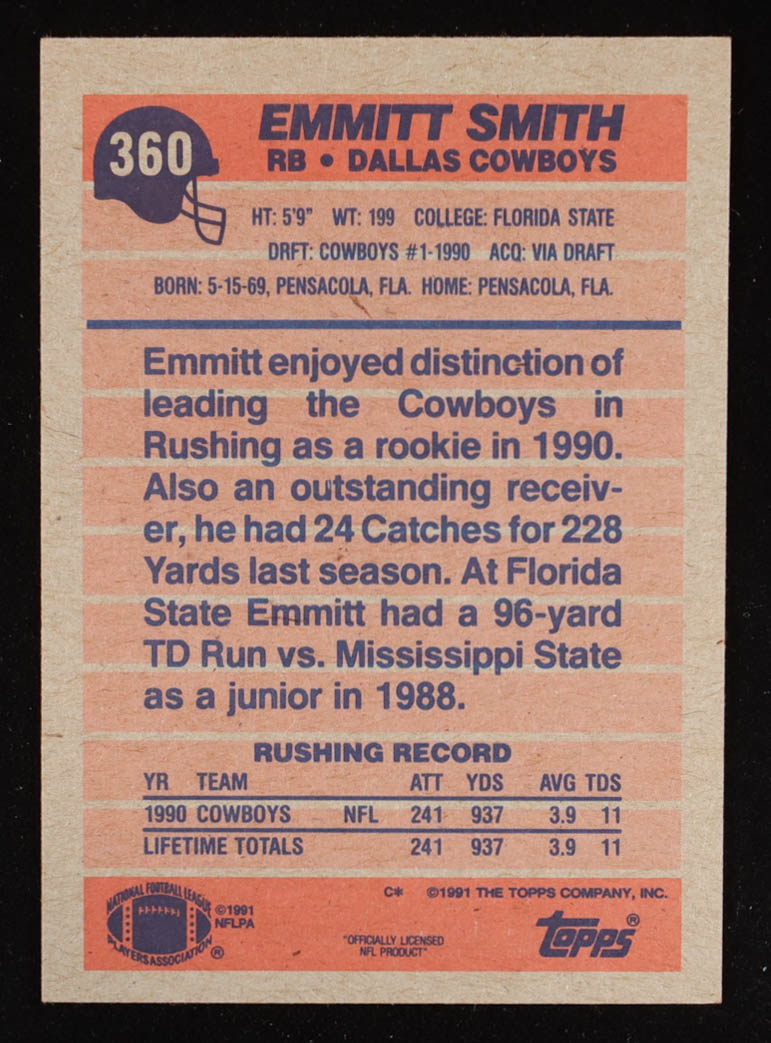 360
EMMITT SMITH
RB • DALLAS COWBOYS
HT: 5'9" WT: 199 COLLEGE: FLORIDA STATE
DRFT: COWBOYS #1-1990 ACQ: VIA DRAFT
BORN: 5-15-69, PENSACOLA, FLA. HOME: PENSACOLA, FLA.
Emmitt enjoyed distinction of
leading the Cowboys in
Rushing as a rookie in 1990.
Also an outstanding receiv-
er, he had 24 Catches for 228
Yards last season. At Florida
State Emmitt had a 96-yard
TD Run vs. Mississippi State
as a junior in 1988.
RUSHING RECORD
YR TEAM ATT YDS AVG TDS
1990 COWBOYS NFL 241 937 3.9 11
LIFETIME TOTALS 241 937 3.9 11
C* ©1991 THE TOPPS COMPANY, INC.
NATIONAL FOOTBALL LEAGUE
PLAYERS ASSOCIATION ®
©1991
NFLPA
"OFFICIALLY LICENSED
NFL PRODUCT"
TOPPS ®